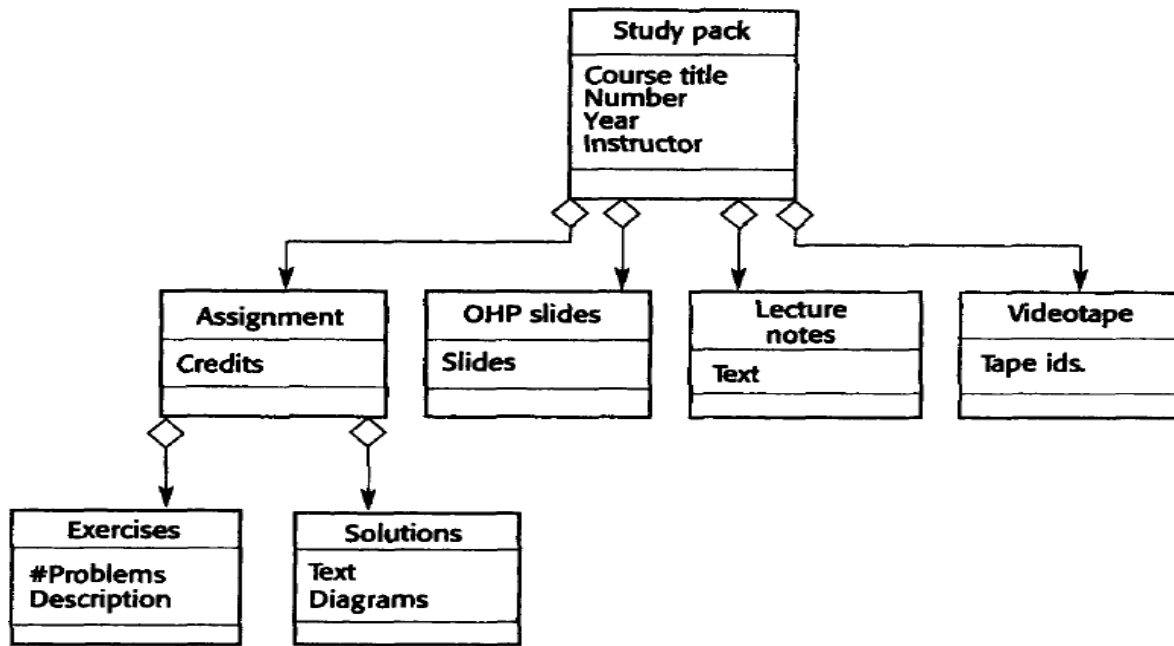 Study pack
Course title
Number
Year
Instructor
Assignment
Credits
OHP slides
Slides
Lecture
notes
Text
Videotape
Tape ids.
Exercises
#Problems
Description
Solutions
Text
Diagrams